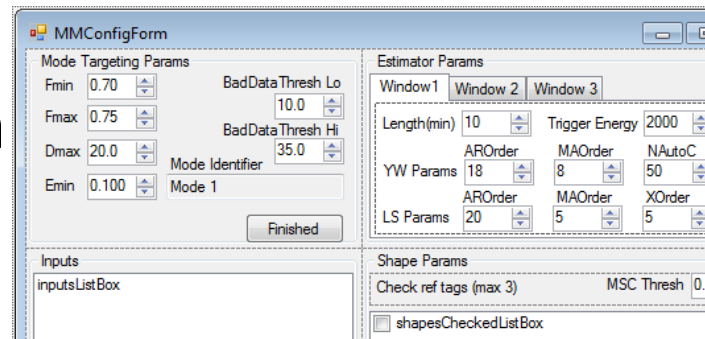 MMConfigForm
Mode Targeting Params
Fmin 0.70
BadDataThresh Lo
10.0
Fmax 0.75
BadDataThresh Hi
35.0
Dmax 20.0
Mode Identifier
Emin 0.100
Mode 1
Finished
Estimator Params
Window1 Window 2 Window 3
Length(min) 10 Trigger Energy 2000
AROrder MAOrder NAutoC
YW Params 18 8 50
AROrder MAOrder XOrder
LS Params 20 5 5
Inputs
inputsListBox
Shape Params
Check ref tags (max 3) MSC Thresh 0.
shapesCheckedListBox